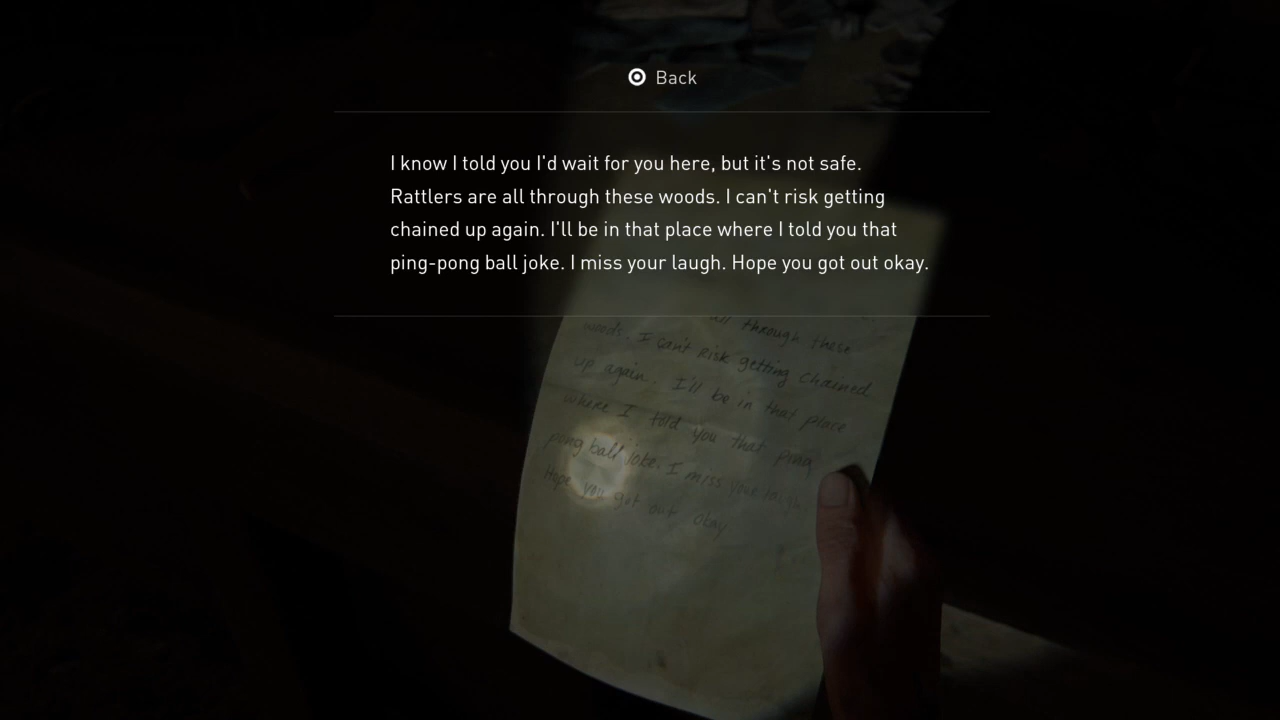 Back
I know I told you I'd wait for you here, but it's not safe.
Rattlers are all through these woods. I can't risk getting
chained up again. I'll be in that place where I told you that
ping-pong ball joke. I miss your laugh. Hope you got out okay.
all through these
woods. I can't risk getting chained
up again. I'll be in that place
where I told you that ping
pong ball joke. I miss your laugh
Hope you got out okay